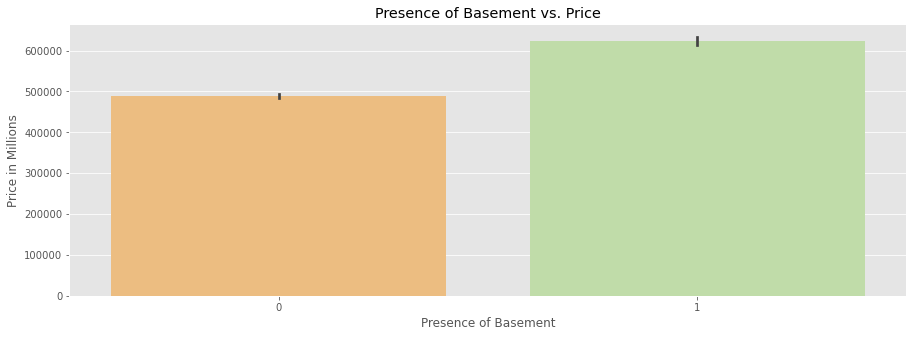 Presence of Basement vs. Price
600000
500000
400000
300000
200000
100000
0
Price in Millions
0 1
Presence of Basement